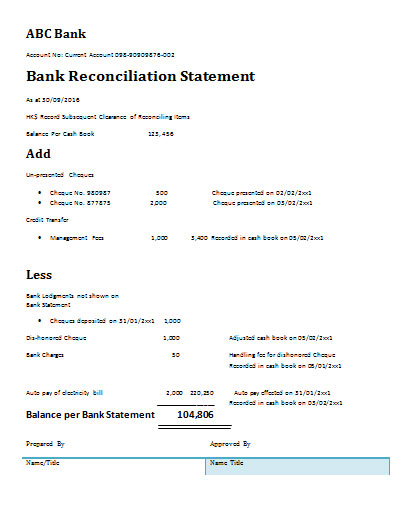 ABC Bank
Account No: Current Account 098-90909876-002
Bank Reconciliation Statement
As at 30/09/2016
HK$ Record Subsequent Clearance of Reconciling Items
Balance Per Cash Book 123,456
Add
Un-presented Cheques
• Cheque No. 980987 500 Cheque presented on 02/02/2xx1
• Cheque No. 877875 2,000 Cheque presented on 03/02/2xx1
Credit Transfer
• Management Fees 1,000 3,400 Recorded in cash book on 05/02/2xx1
Less
Bank Lodgments not shown on
Bank Statement
• Cheques deposited on 31/01/2xx1 1,000
Dis-honored Cheque 1,000 Adjusted cash book on 05/02/2xx1
Bank Charges 50 Handling fee for dishonored Cheque
Recorded in cash book on 05/01/2xx1
Auto pay of electricity bill 2,000 220,250 Auto pay effected on 31/01/2xx1
Recorded in cash book on 03/02/2xx1
Balance per Bank Statement 104,806
Prepared By Approved By
Name/Title Name Title